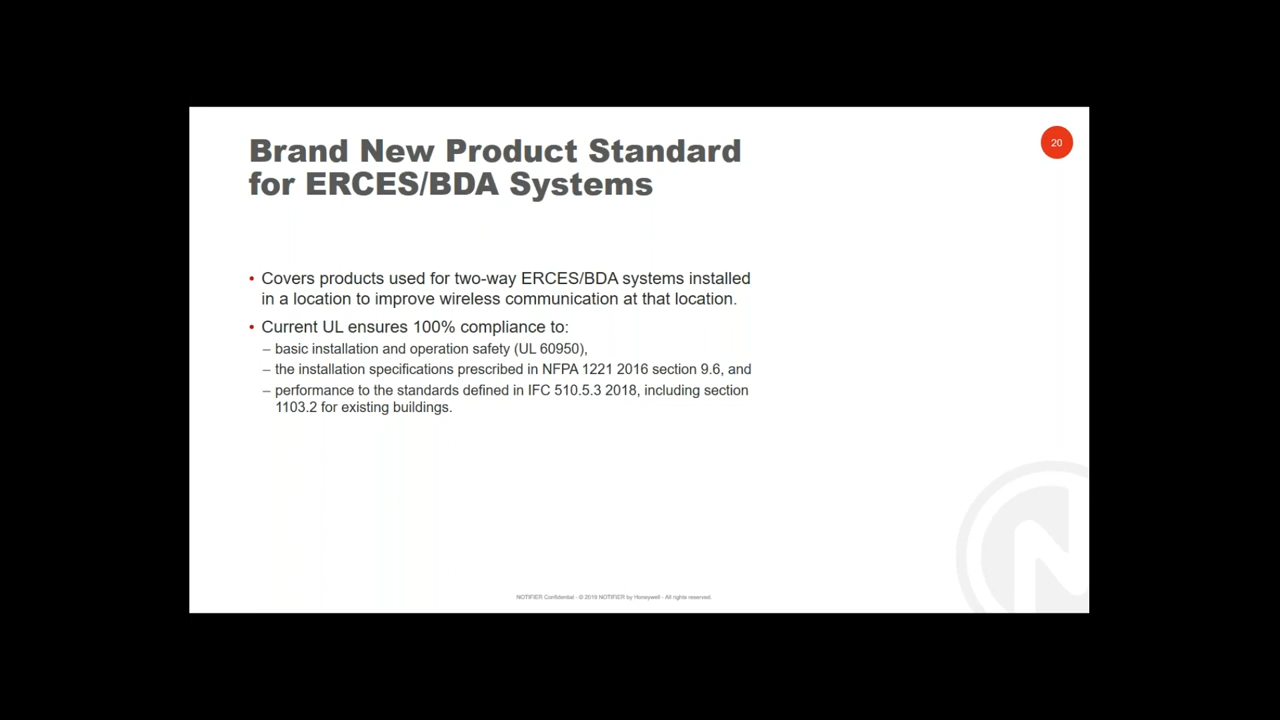 Brand New Product Standard
for ERCES/BDA Systems
20
• Covers products used for two-way ERCES/BDA systems installed
in a location to improve wireless communication at that location.
• Current UL ensures 100% compliance to:
– basic installation and operation safety (UL 60950),
– the installation specifications prescribed in NFPA 1221 2016 section 9.6, and
– performance to the standards defined in IFC 510.5.3 2018, including section
1103.2 for existing buildings.
NOTIFIER Confidential - © 2019 NOTIFIER by Honeywell - All rights reserved.